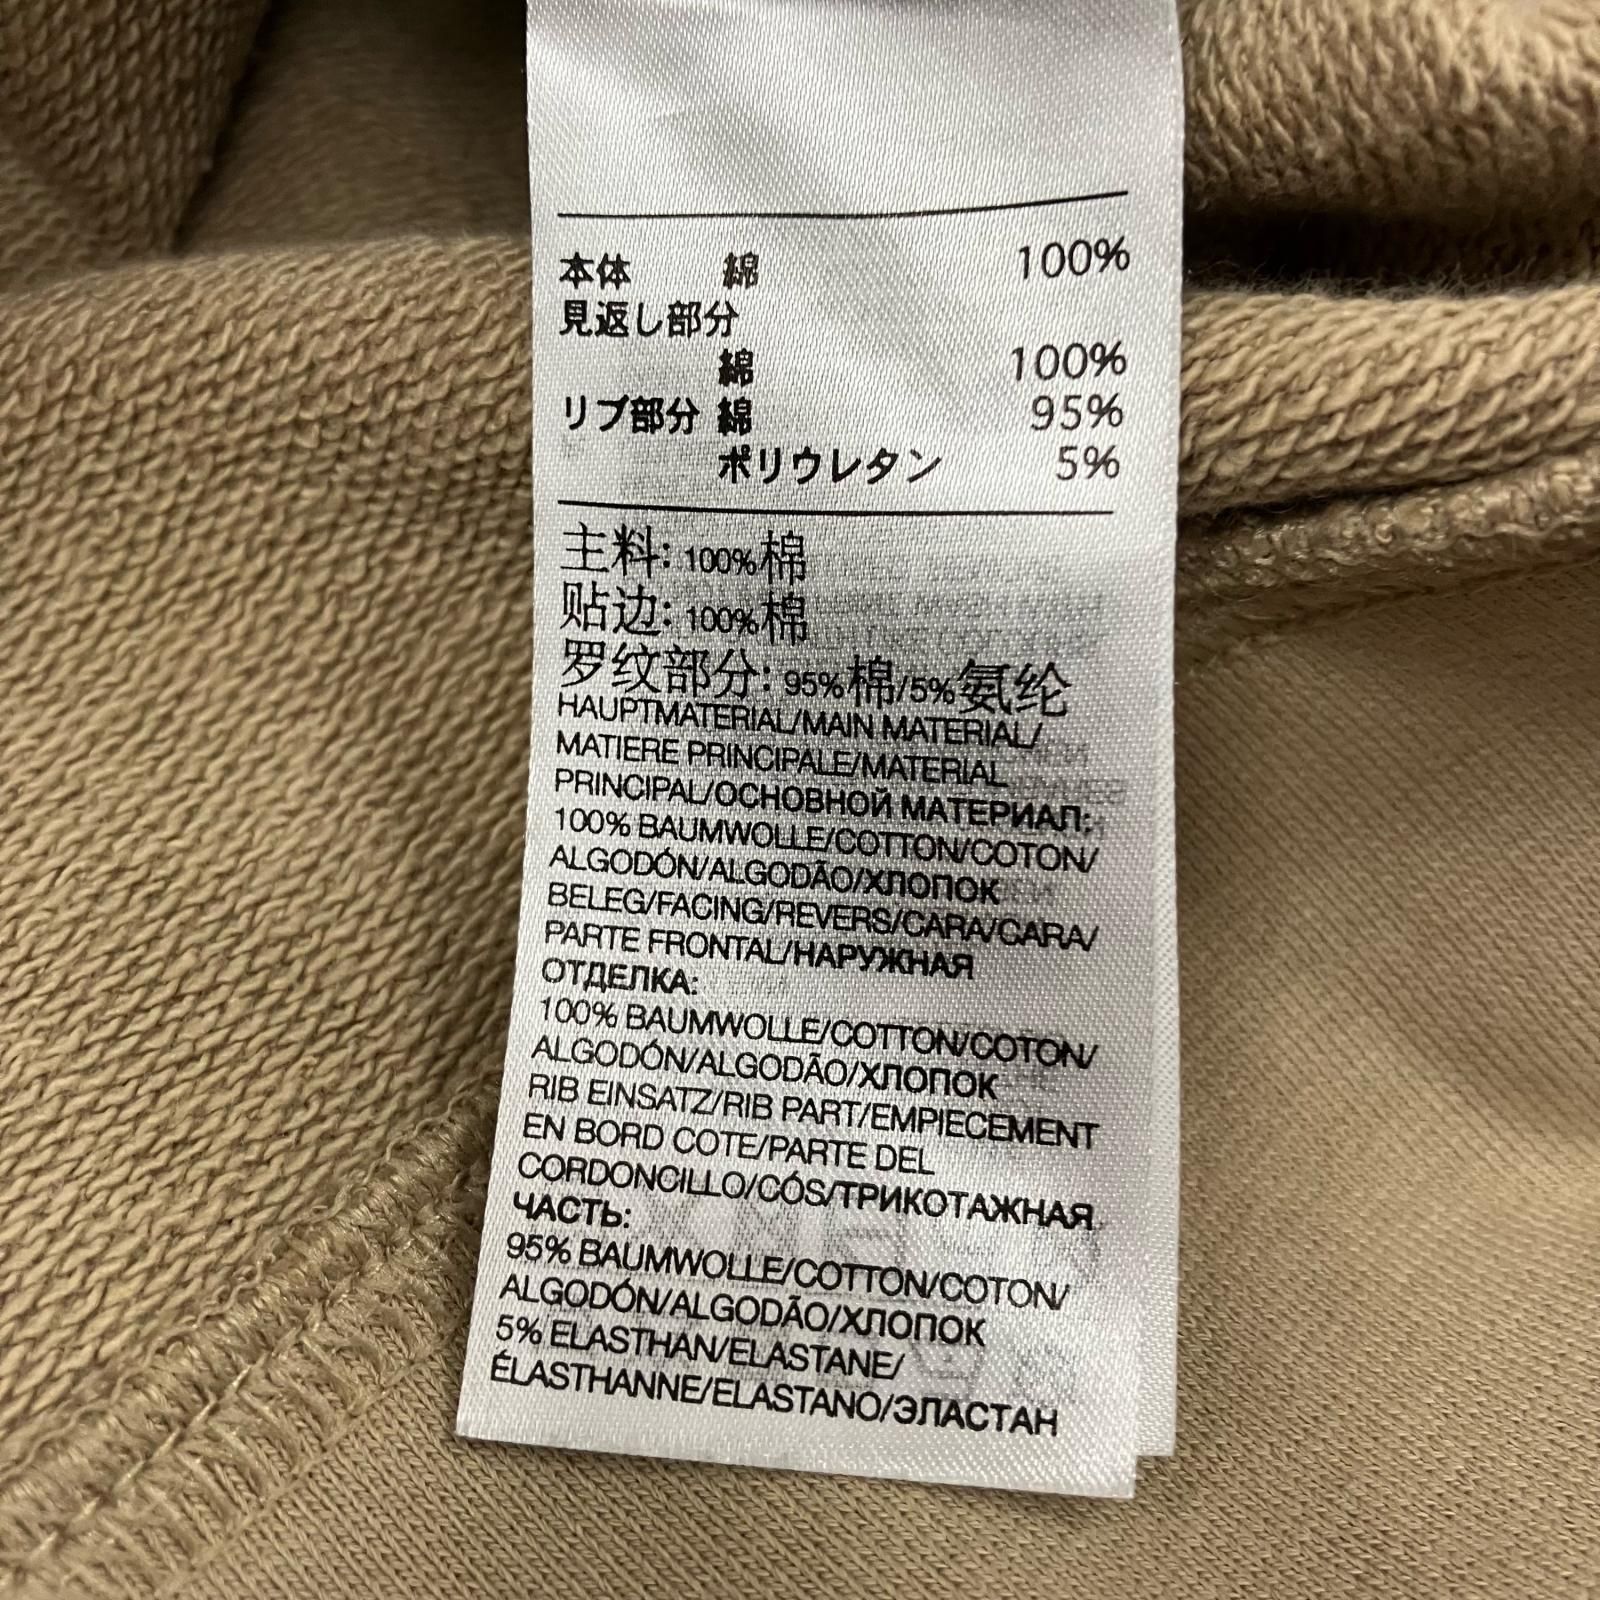 本体 綿 100%
見返し部分
綿 100%
リブ部分 綿 95%
ポリウレタン 5%
主料: 100%棉
贴边: 100%棉
罗纹部分: 95%棉/5%氨纶
HAUPTMATERIAL/MAIN MATERIAL/
MATIERE PRINCIPALE/MATERIAL
PRINCIPAL/ОСНОВНОЙ МАТЕРИАЛ:
100% BAUMWOLLE/COTTON/COTON/
ALGODÓN/ALGODÃO/ХЛОПОК
BELEG/FACING/REVERS/CARA/CARA/
PARTE FRONTAL/НАРУЖНАЯ
ОТДЕЛКА:
100% BAUMWOLLE/COTTON/COTON/
ALGODÓN/ALGODÃO/ХЛОПОК
RIB EINSATZ/RIB PART/EMPIECEMENT
EN BORD COTE/PARTE DEL
CORDONCILLO/CÓS/ТРИКОТАЖНАЯ
ЧАСТЬ:
95% BAUMWOLLE/COTTON/COTON/
ALGODÓN/ALGODÃO/ХЛОПОК
5% ELASTHAN/ELASTANE/
ÉLASTHANNE/ELASTANO/ЭЛАСТАН